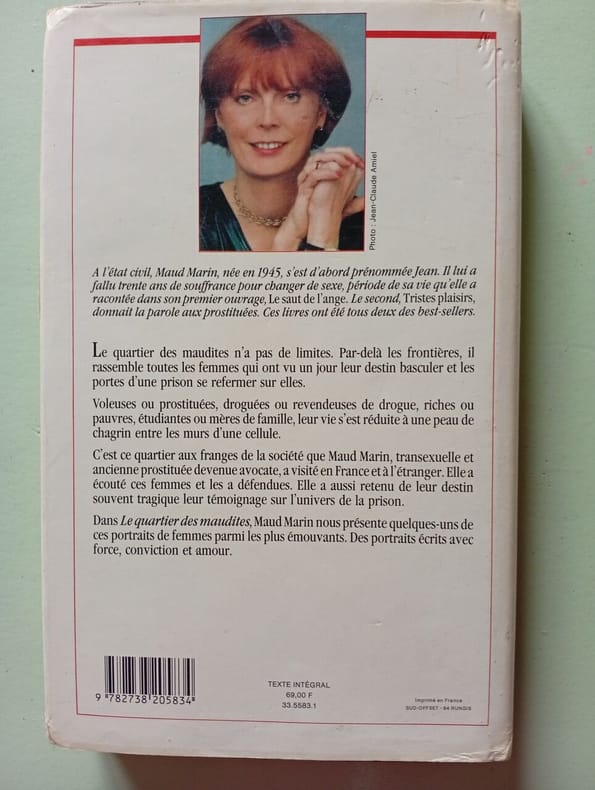 Photo : Jean-Claude Amiel
A l'état civil, Maud Marin, née en 1945, s'est d'abord prénommée Jean. Il lui a
fallu trente ans de souffrance pour changer de sexe, période de sa vie qu'elle a
racontée dans son premier ouvrage, Le saut de l'ange. Le second, Tristes plaisirs,
donnait la parole aux prostituées. Ces livres ont été tous deux des best-sellers.
Le quartier des maudites n'a pas de limites. Par-delà les frontières, il
rassemble toutes les femmes qui ont vu un jour leur destin basculer et les
portes d'une prison se refermer sur elles.
Voleuses ou prostituées, droguées ou revendeuses de drogue, riches ou
pauvres, étudiantes ou mères de famille, leur vie s'est réduite à une peau de
chagrin entre les murs d'une cellule.
C'est ce quartier aux franges de la société que Maud Marin, transexuelle et
ancienne prostituée devenue avocate, a visité en France et à l'étranger. Elle a
écouté ces femmes et les a défendues. Elle a aussi retenu de leur destin
souvent tragique leur témoignage sur l'univers de la prison.
Dans Le quartier des maudites, Maud Marin nous présente quelques-uns de
ces portraits de femmes parmi les plus émouvants. Des portraits écrits avec
force, conviction et amour.
9 782738 205834
TEXTE INTÉGRAL
69,00 F
33.5583.1
Imprimé en France
SUD-OFFSET - 94 RUNGIS